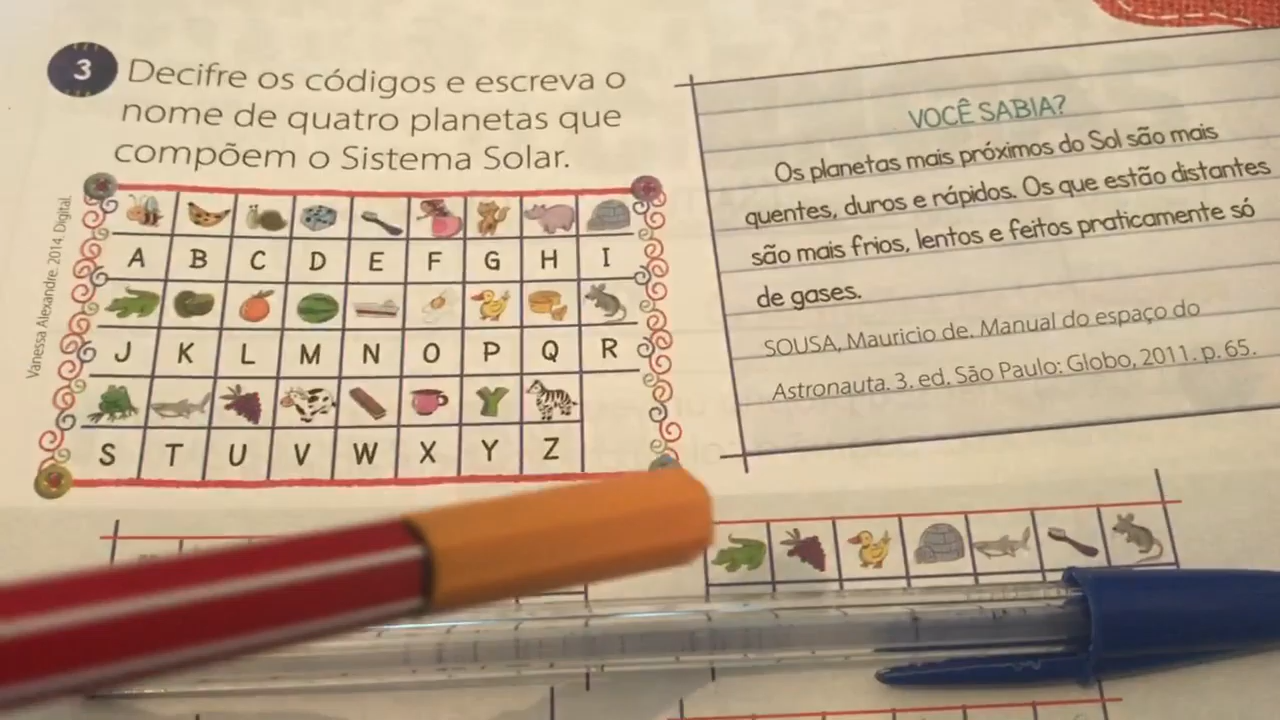 3
Decifre os códigos e escreva o
nome de quatro planetas que
compõem o Sistema Solar.
Vanessa Alexandre. 2014. Digital.
A B C D E F G H I
J K L M N O P Q R
S T U V W X Y Z
VOCÊ SABIA?
Os planetas mais próximos do Sol são mais
quentes, duros e rápidos. Os que estão distantes
são mais frios, lentos e feitos praticamente só
de gases.
SOUSA, Mauricio de. Manual do espaço do
Astronauta. 3. ed. São Paulo: Globo, 2011. p. 65.